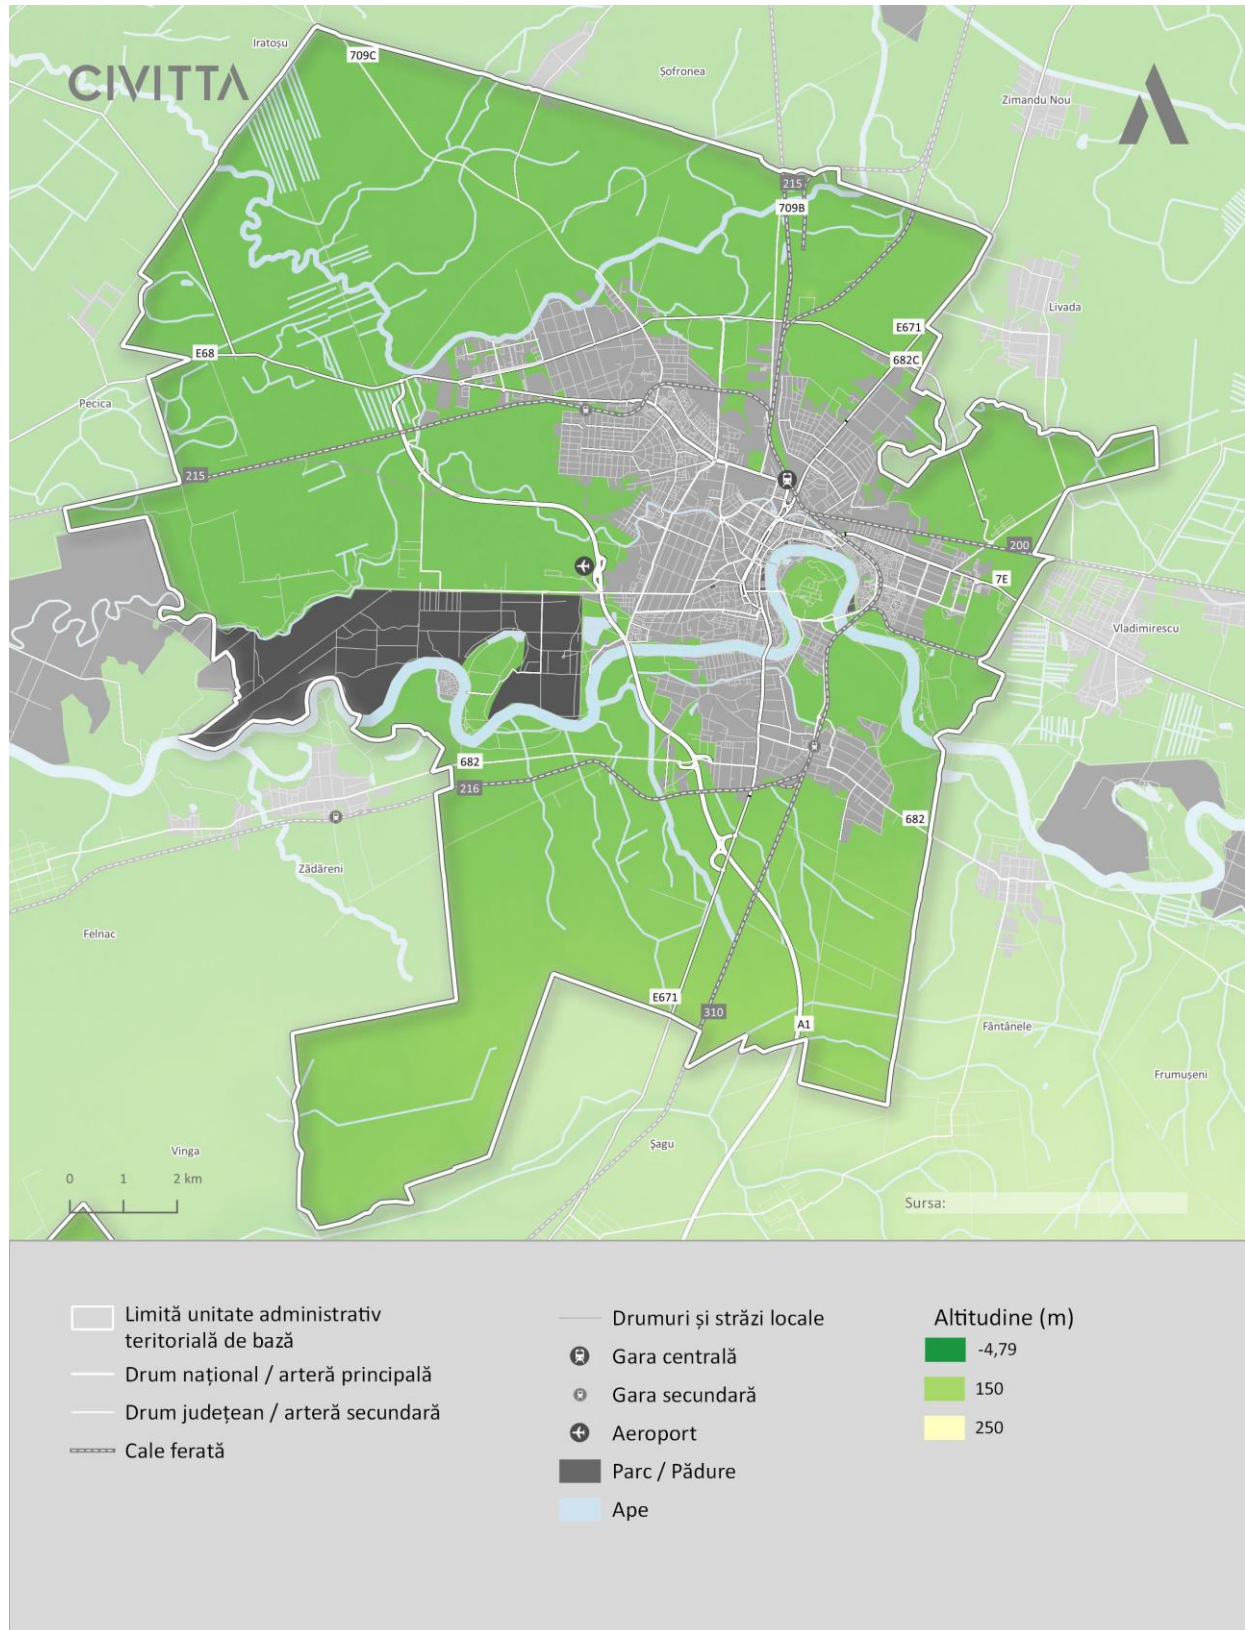 Iratoșu
709C
CIVITTA
Șofronea
Zimandu Nou
215
709B
Livada
E671
682C
E68
Pecica
215
200
7E
Vladimirescu
682
216
682
Zădăreni
Felnac
E671
310
A1
Fântânele
Frumușeni
Vinga
Șagu
0 1 2 km
Sursa:
Limită unitate administrativ
teritorială de bază
Drum național / arteră principală
Drum județean / arteră secundară
Cale ferată
Drumuri și străzi locale
Gara centrală
Gara secundară
Aeroport
Parc / Pădure
Ape
Altitudine (m)
-4,79
150
250